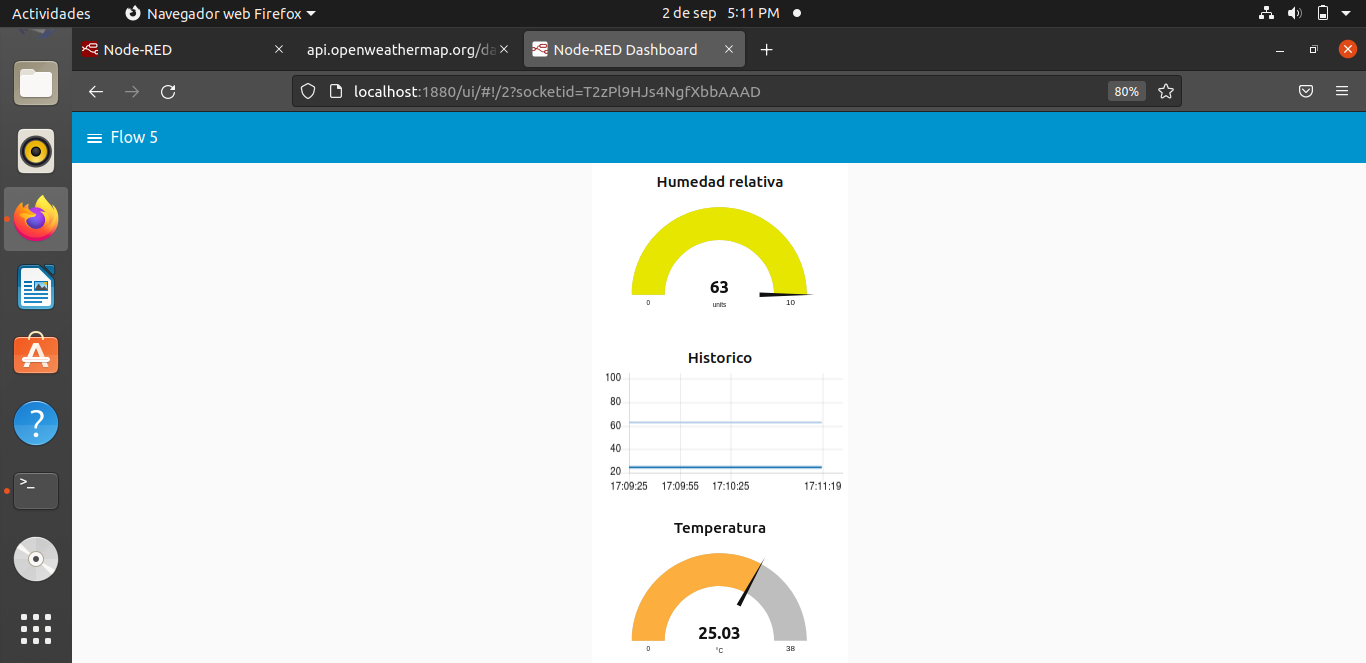 Actividades Navegador web Firefox 2 de sep 5:11 PM
Node-RED api.openweathermap.org/da Node-RED Dashboard
localhost:1880/ui/#!/2?socketid=T2zPl9HJs4NgfXbbAAAD 80%
Flow 5
Humedad relativa
63
units
0 10
Historico
100
80
60
40
20
17:09:25 17:09:55 17:10:25 17:11:19
Temperatura
25.03
°C
0 38